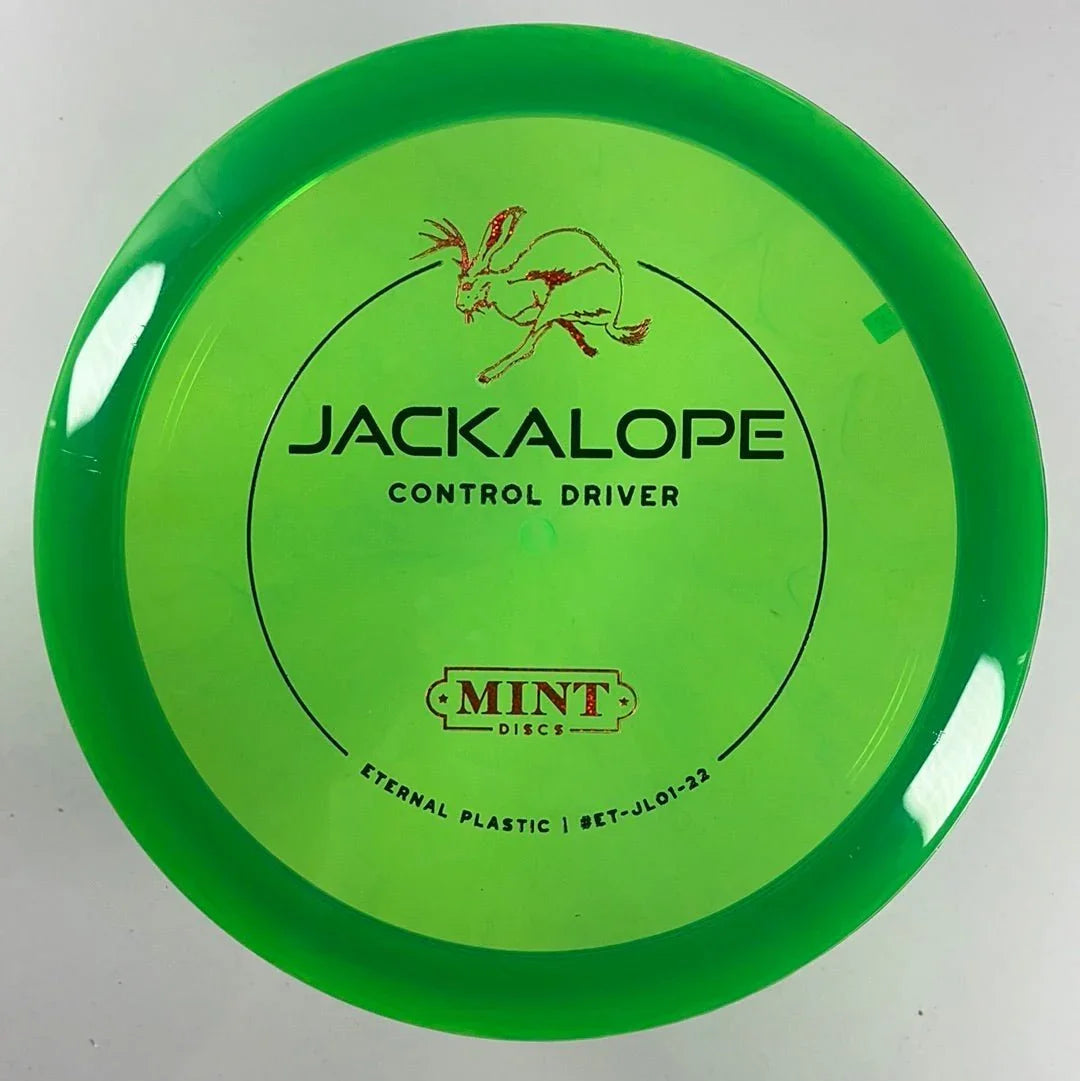 JACKALOPE
CONTROL DRIVER
MINT
DISCS
ETERNAL PLASTIC | #ET-JL01-22